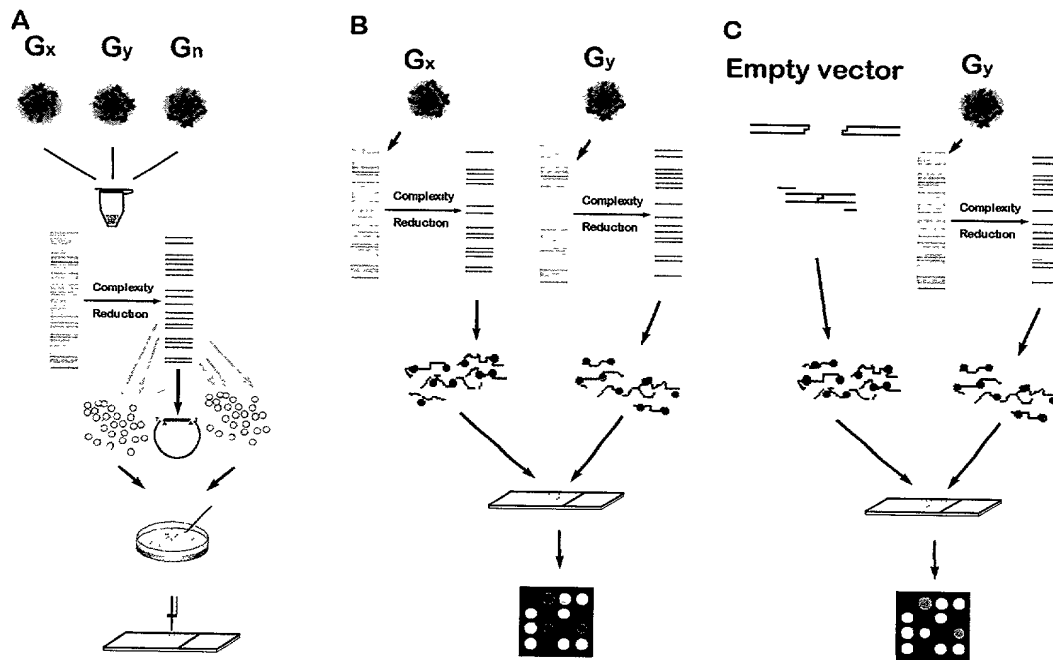 A
Gx Gy Gn
Complexity
Reduction
B
Gx Gy
Complexity
Reduction
Complexity
Reduction
C
Empty vector
Gy
Complexity
Reduction